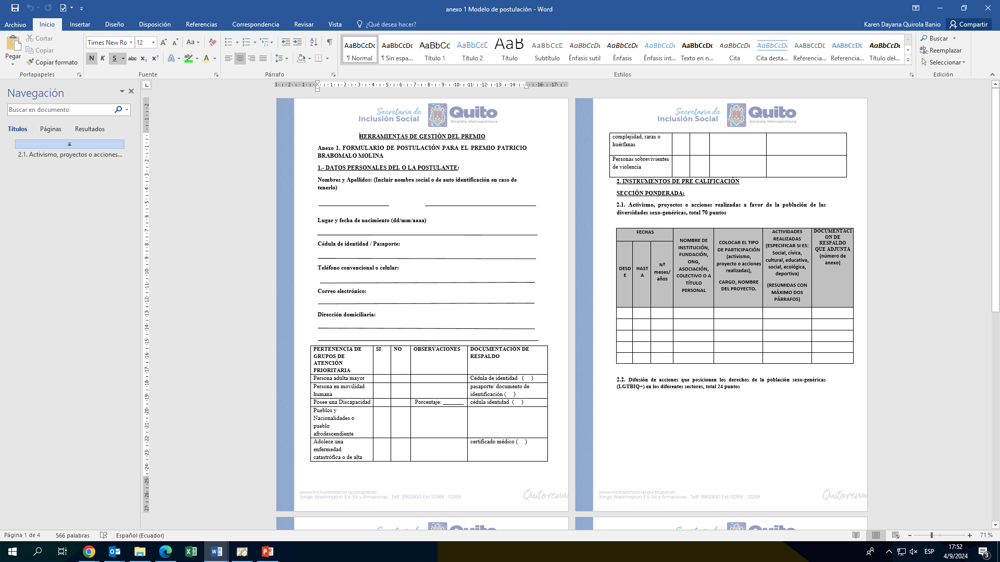 anexo 1 Modelo de postulación - Word
Archivo Inicio Insertar Diseño Disposición Referencias Correspondencia Revisar Vista ¿Qué desea hacer? Karen Dayana Quirola Banio Compartir
Pegar
Cortar
Copiar
Copiar formato
Portapapeles
Times New Ro 12
N K S abc x₂ x²
Fuente
Párrafo
AaBbCcDc AaBbCcDc AaBbCc AaBbCcD AaB AaBbCcD AaBbCcDc AaBbCcDc AaBbCcDc AaBbCcDc AaBbCcDc AaBbCcDc AABBCCDD AABBCCDD AaBbCcDc
¶ Normal ¶ Sin espa... Título 1 Título 2 Título Subtítulo Énfasis sutil Énfasis Énfasis int... Texto en n... Cita Cita desta... Referencia... Referencia... Título del...
Estilos
Buscar
Reemplazar
Seleccionar
Edición
Navegación
Buscar en documento
Títulos Páginas Resultados
2.1. Activismo, proyectos o acciones...
Secretaría de
Inclusión Social
Quito
Alcaldía Metropolitana
HERRAMIENTAS DE GESTIÓN DEL PREMIO
Anexo 1. FORMULARIO DE POSTULACIÓN PARA EL PREMIO PATRICIO
BRABOMALO MOLINA
1.- DATOS PERSONALES DEL O LA POSTULANTE:
Nombres y Apellidos: (Incluir nombre social o de auto identificación en caso de
tenerlo)
Lugar y fecha de nacimiento (dd/mm/aaaa)
Cédula de identidad / Pasaporte:
Teléfono convencional o celular:
Correo electrónico:
Dirección domiciliaria:
PERTENENCIA DE GRUPOS DE ATENCIÓN PRIORITARIA SI NO OBSERVACIONES DOCUMENTACIÓN DE RESPALDO
Persona adulta mayor Cédula de identidad ( )
Persona en movilidad humana pasaporte/ documento de identificación ( )
Posee una Discapacidad Porcentaje: _______ cédula identidad ( )
Pueblos y
Nacionalidades o
pueblo
afrodescendiente
Adolece una enfermedad catastrófica o de alta certificado médico ( )
www.inclusionsocial.quito.gob.ec
Jorge Washington E4-54 y Amazonas . Telf: 3952300 Ext 12269 - 12259
Quitorena
Secretaría de
Inclusión Social
Quito
Alcaldía Metropolitana
complejidad, raras o
huérfanas
Personas sobrevivientes
de violencia
2. INSTRUMENTOS DE PRE CALIFICACIÓN
SECCIÓN PONDERADA:
2.1. Activismo, proyectos o acciones realizadas a favor de la población de las
diversidades sexo-genéricas, total 70 puntos
FECHAS
DESDE
HASTA
Nº meses/ años
NOMBRE DE INSTITUCIÓN, FUNDACIÓN, ONG, ASOCIACIÓN, COLECTIVO O A TÍTULO PERSONAL
COLOCAR EL TIPO DE PARTICIPACIÓN (activismo, proyecto o acciones realizadas),
CARGO, NOMBRE DEL PROYECTO.
ACTIVIDADES REALIZADAS (ESPECIFICAR SI ES: Social, cívica, cultural, educativa, social, ecológica, deportiva)
(RESUMIDAS CON MÁXIMO DOS PÁRRAFOS)
DOCUMENTACIÓN DE RESPALDO QUE ADJUNTA (número de anexo)
2.2. Difusión de acciones que posicionen los derechos de la población sexo-genéricas
(LGTBIQ+) en los diferentes sectores, total 24 puntos
www.inclusionsocial.quito.gob.ec
Jorge Washington E4-54 y Amazonas . Telf: 3952300 Ext 12269 - 12259
Quitorena
Página 1 de 4 566 palabras Español (Ecuador) 71 %
ESP
17:52
4/9/2024
3